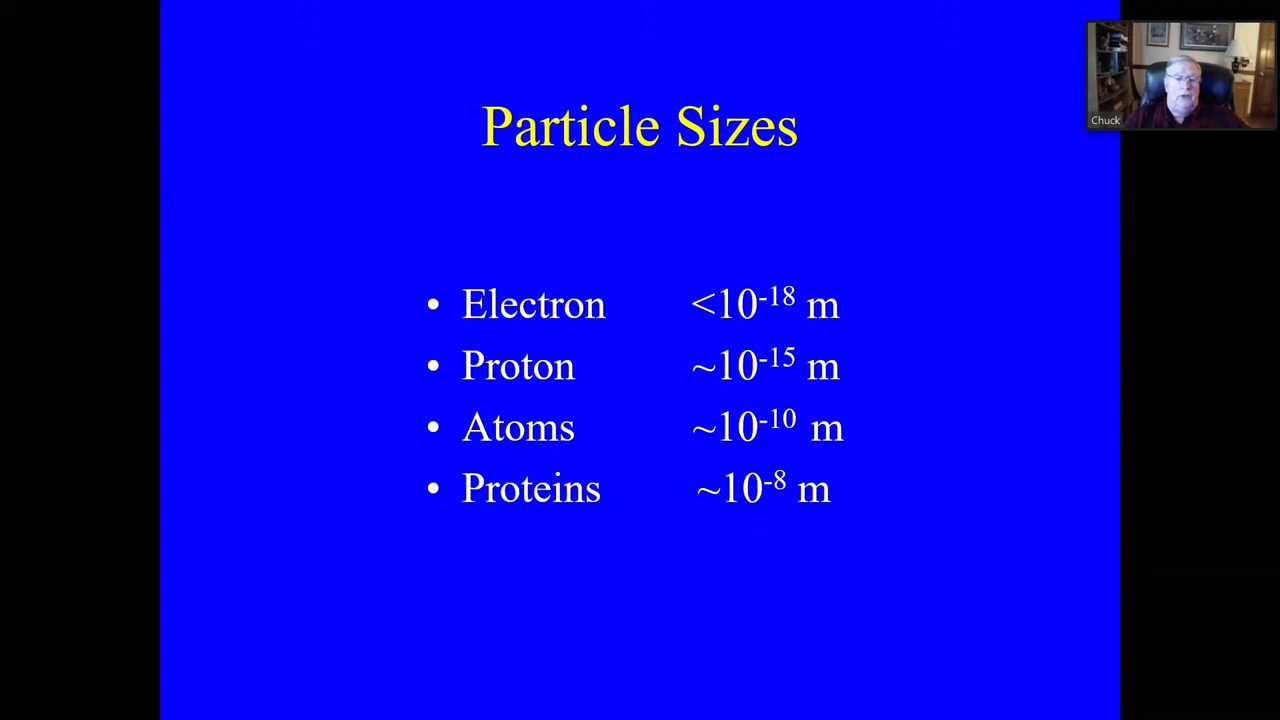 Particle Sizes
Chuck
• Electron <10⁻¹⁸ m
• Proton ~10⁻¹⁵ m
• Atoms ~10⁻¹⁰ m
• Proteins ~10⁻⁸ m